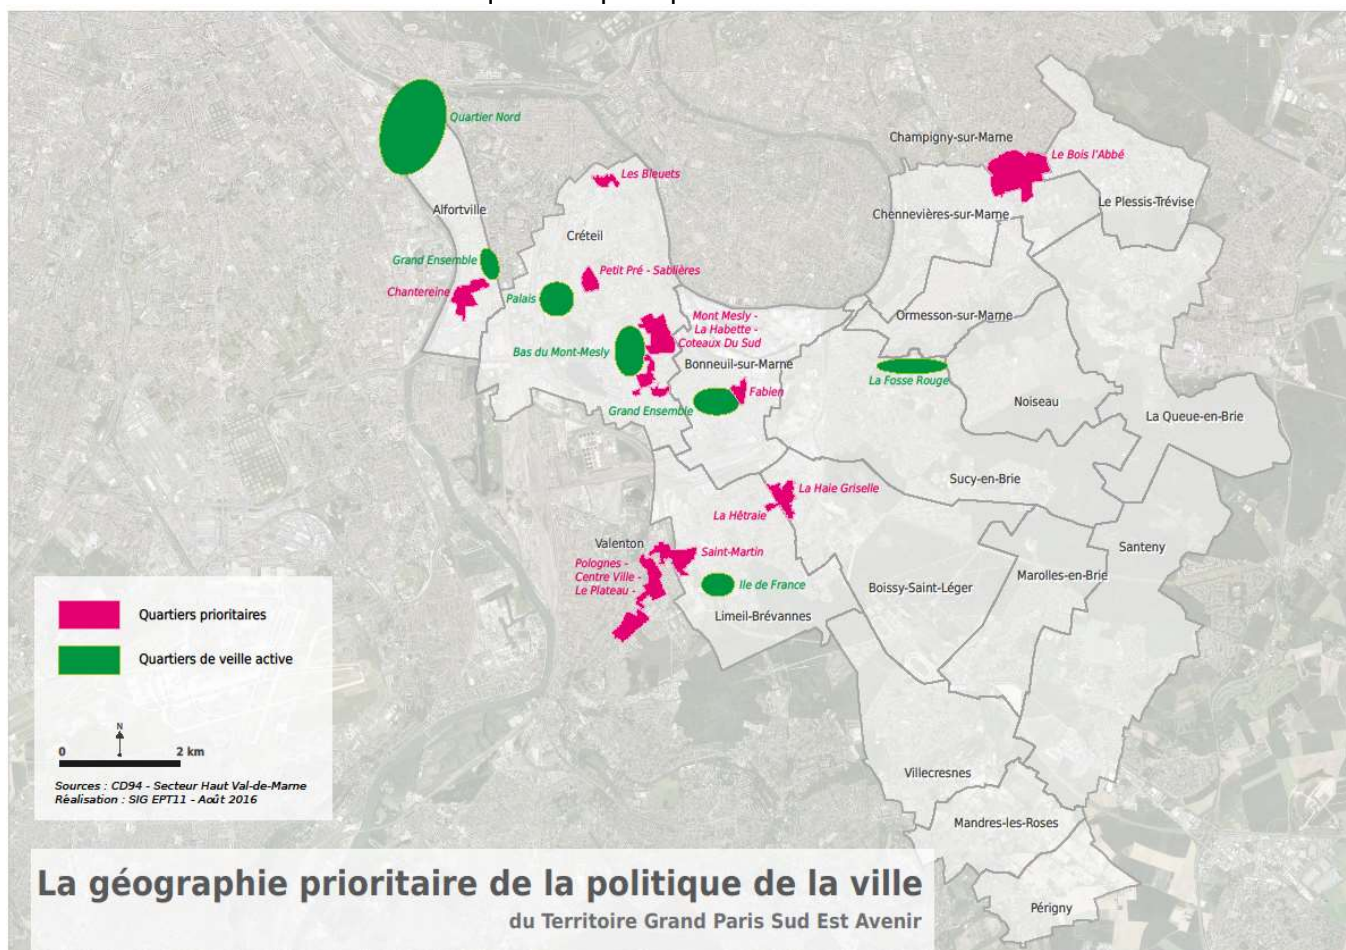 Quartier Nord
Champigny-sur-Marne
Le Bois l'Abbé
Les Bleuets
Le Plessis-Trévise
Alfortville
Chennevières-sur-Marne
Créteil
Grand Ensemble
Petit Pré - Sablières
Chantereine
Palais
Mont Mesly -
La Habette -
Coteaux Du Sud
Ormesson-sur-Marne
Bas du Mont-Mesly
Bonneuil-sur-Marne
La Fosse Rouge
Fabien
Grand Ensemble
Noiseau
La Queue-en-Brie
Sucy-en-Brie
La Haie Griselle
La Hêtraie
Valenton
Saint-Martin
Santeny
Polognes -
Centre Ville -
Le Plateau -
Ile de France
Marolles-en-Brie
Boissy-Saint-Léger
Limeil-Brévannes
Quartiers prioritaires
Quartiers de veille active
N
0 2 km
Sources : CD94 - Secteur Haut Val-de-Marne
Réalisation : SIG EPT11 - Août 2016
Villecresnes
Mandres-les-Roses
Périgny
La géographie prioritaire de la politique de la ville
du Territoire Grand Paris Sud Est Avenir